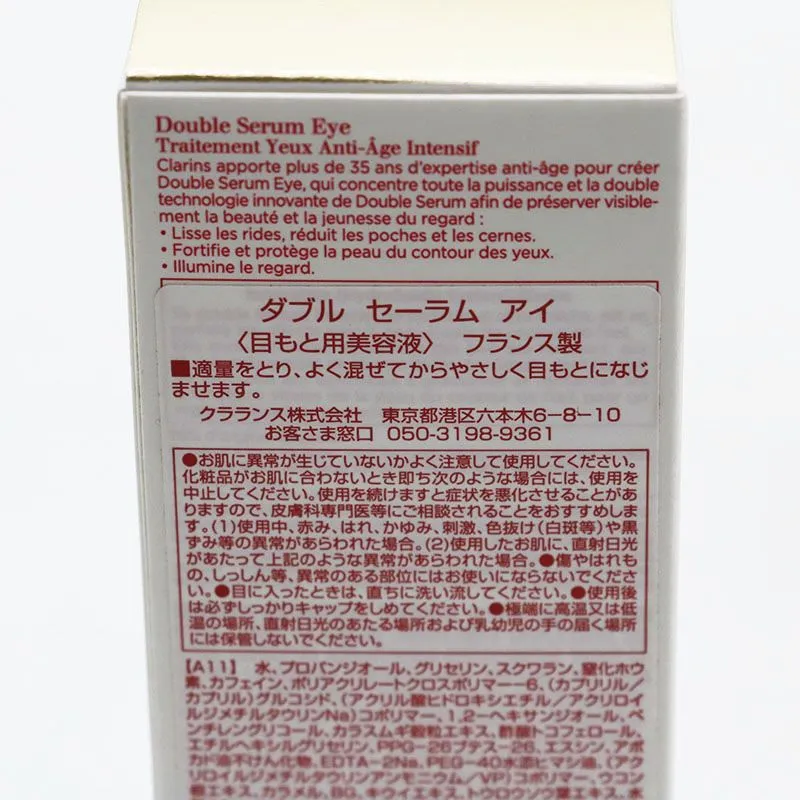 Double Serum Eye
Traitement Yeux Anti-Âge Intensif
Clarins apporte plus de 35 ans d'expertise anti-âge pour créer
Double Serum Eye, qui concentre toute la puissance et la double
technologie innovante de Double Serum afin de préserver visible-
ment la beauté et la jeunesse du regard :
• Lisse les rides, réduit les poches et les cernes.
• Fortifie et protège la peau du contour des yeux.
• Illumine le regard.
ダブル セーラム アイ
〈目もと用美容液〉 フランス製
■適量をとり、よく混ぜてからやさしく目もとになじ
ませます。
クラランス株式会社 東京都港区六本木6-8-10
お客さま窓口 050-3198-9361
●お肌に異常が生じていないかよく注意して使用してください。
化粧品がお肌に合わないとき即ち次のような場合には、使用を
中止してください。使用を続けますと症状を悪化させることがあ
りますので、皮膚科専門医等にご相談されることをおすすめしま
す。(1)使用中、赤み、はれ、かゆみ、刺激、色抜け(白斑等)や黒
ずみ等の異常があらわれた場合。(2)使用したお肌に、直射日光
があたって上記のような異常があらわれた場合。●傷やはれも
の、しっしん等、異常のある部位にはお使いにならないでくださ
い。●目に入ったときは、直ちに洗い流してください。●使用後
は必ずしっかりキャップをしめてください。●極端に高温又は低
温の場所、直射日光のあたる場所および乳幼児の手の届く場所
には保管しないでください。
【A11】 水、プロパンジオール、グリセリン、スクワラン、窒化ホウ
素、カフェイン、ポリアクリレートクロスポリマー-6、(カプリリル/
カプリル)グルコシド、(アクリル酸ヒドロキシエチル/アクリロイ
ルジメチルタウリンNa)コポリマー、1,2-ヘキサンジオール、ペ
ンチレングリコール、カラスムギ穀粒エキス、酢酸トコフェロール、
エチルヘキシルグリセリン、PPG-26ブテス-26、エスシン、アボ
カド油不けん化物、EDTA-2Na、PEG-40水添ヒマシ油、(ア
クリロイルジメチルタウリンアンモニウム/VP)コポリマー、ウコン
根エキス、カラメル、BG、キウイエキス、トウロウソウ葉エキス、水